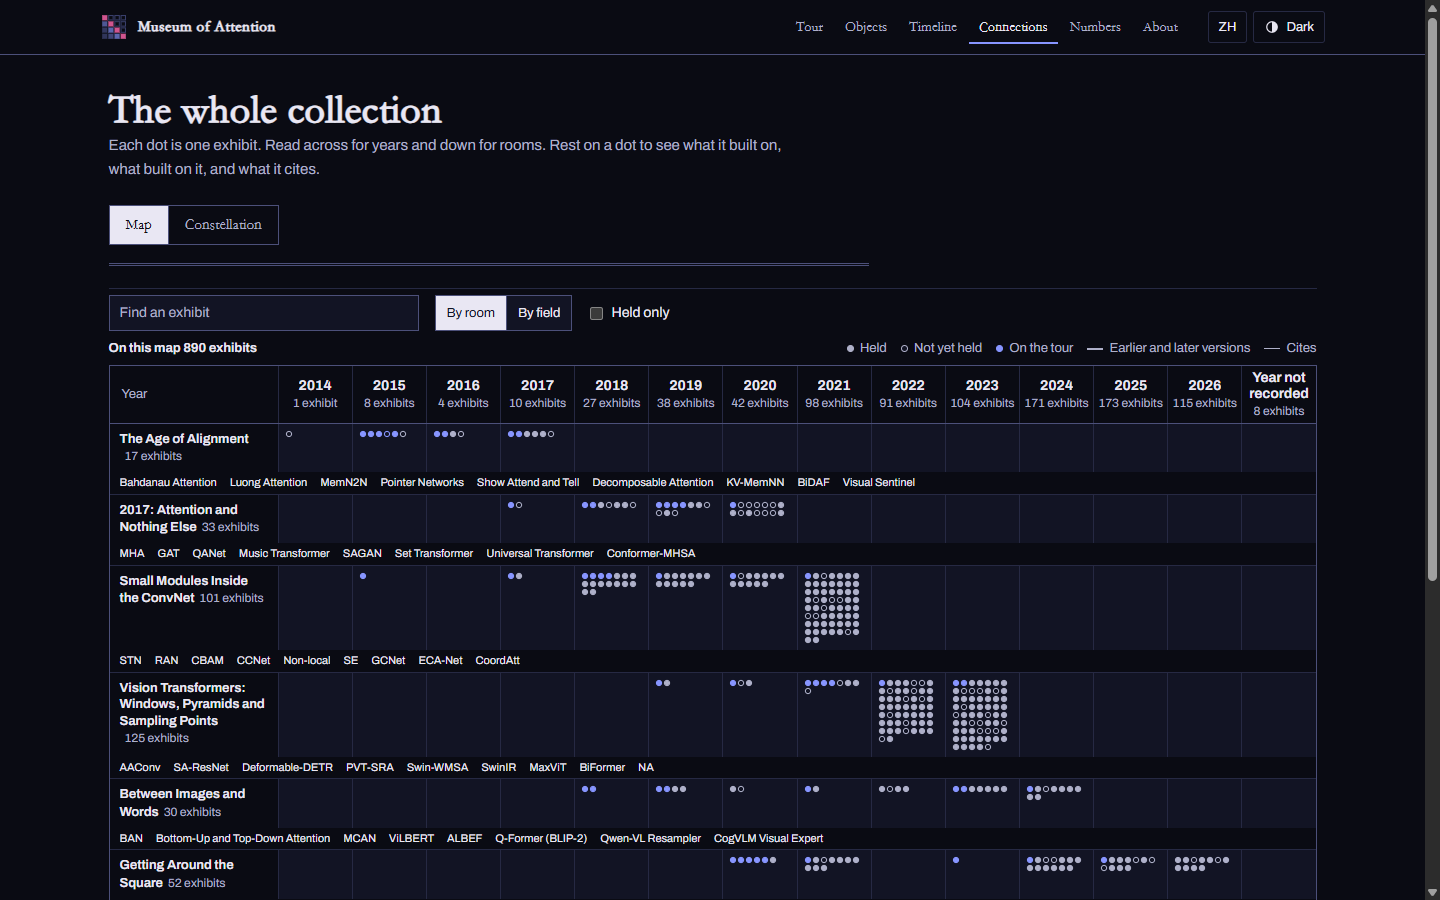 Museum of Attention
Tour Objects Timeline Connections Numbers About ZH Dark
The whole collection
Each dot is one exhibit. Read across for years and down for rooms. Rest on a dot to see what it built on,
what built on it, and what it cites.
Map Constellation
Find an exhibit By room By field Held only
On this map 890 exhibits Held Not yet held On the tour Earlier and later versions Cites
Year 2014 2015 2016 2017 2018 2019 2020 2021 2022 2023 2024 2025 2026 Year not recorded
1 exhibit 8 exhibits 4 exhibits 10 exhibits 27 exhibits 38 exhibits 42 exhibits 98 exhibits 91 exhibits 104 exhibits 171 exhibits 173 exhibits 115 exhibits 8 exhibits
The Age of Alignment
17 exhibits
Bahdanau Attention Luong Attention MemN2N Pointer Networks Show Attend and Tell Decomposable Attention KV-MemNN BiDAF Visual Sentinel
2017: Attention and
Nothing Else 33 exhibits
MHA GAT QANet Music Transformer SAGAN Set Transformer Universal Transformer Conformer-MHSA
Small Modules Inside
the ConvNet 101 exhibits
STN RAN CBAM CCNet Non-local SE GCNet ECA-Net CoordAtt
Vision Transformers:
Windows, Pyramids and
Sampling Points
125 exhibits
AAConv SA-ResNet Deformable-DETR PVT-SRA Swin-WMSA SwinIR MaxViT BiFormer NA
Between Images and
Words 30 exhibits
BAN Bottom-Up and Top-Down Attention MCAN ViLBERT ALBEF Q-Former (BLIP-2) Qwen-VL Resampler CogVLM Visual Expert
Getting Around the
Square 52 exhibits